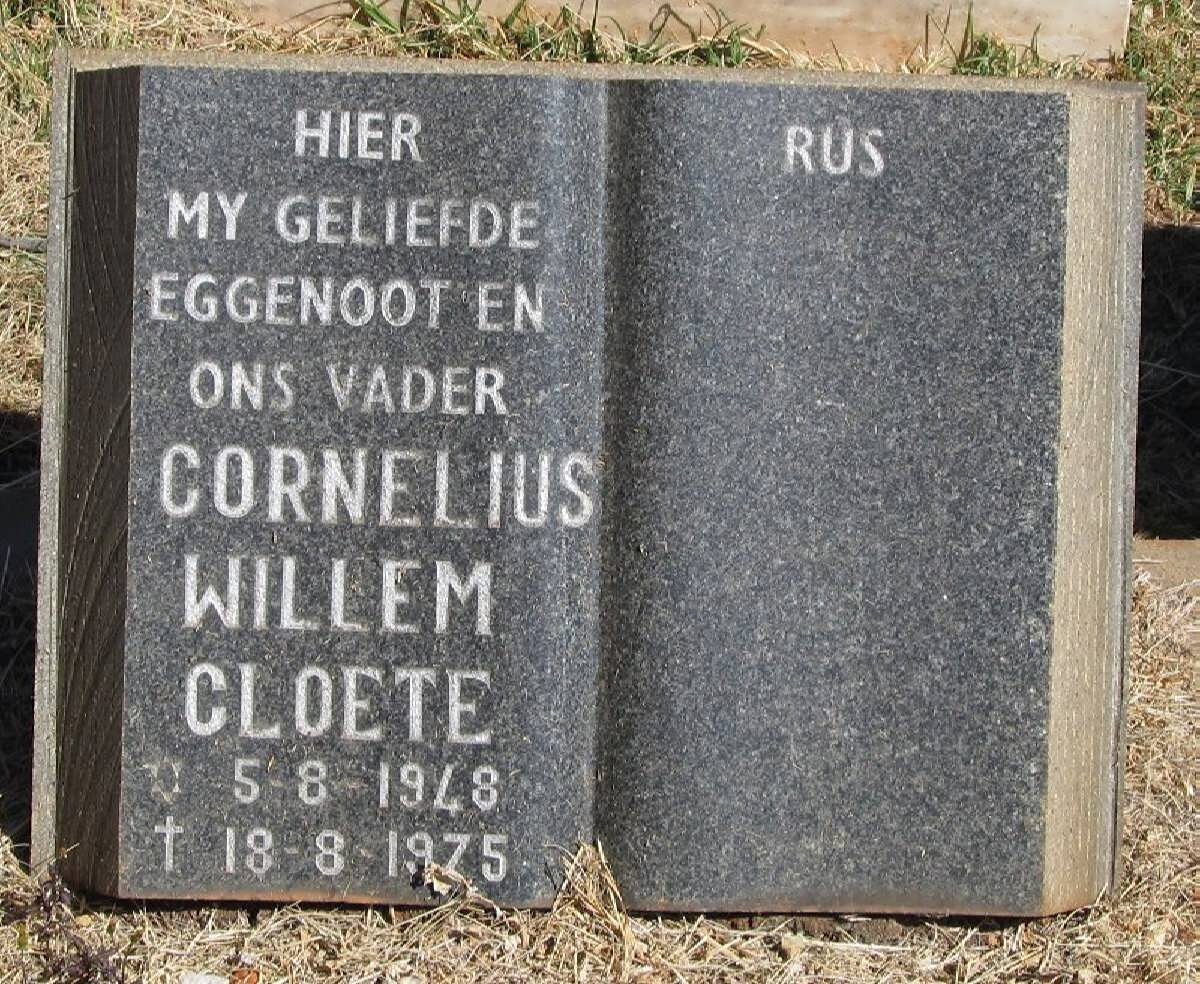 HIER RUS
MY GELIEFDE
EGGENOOT EN
ONS VADER
CORNELIUS
WILLEM
CLOETE
✡ 5-8-1948
† 18-8-1975